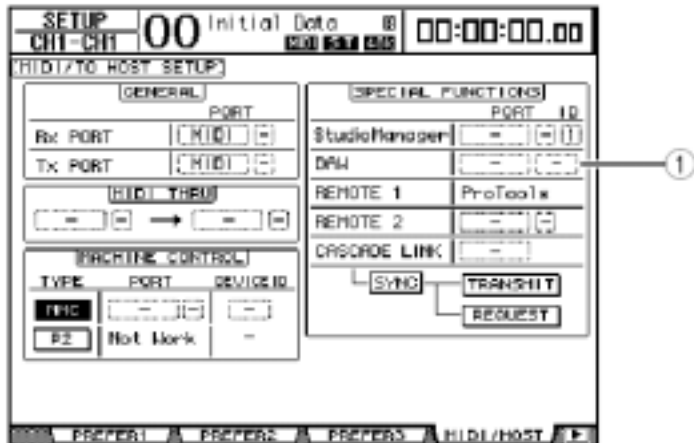 SETUP
CH1-CH1
00 Initial Data
MIDI ST 48k
00:00:00.00
MIDI/TO HOST SETUP
GENERAL
PORT
Rx PORT MIDI -
Tx PORT MIDI -
MIDI THRU
- - → - -
MACHINE CONTROL
TYPE PORT DEVICE ID
MMC - - -
P2 Not Work -
SPECIAL FUNCTIONS
PORT ID
StudioManager - - 1
DAW - -
REMOTE 1 ProTools
REMOTE 2 - -
CASCADE LINK -
SYNC TRANSMIT
REQUEST
1
PREFER1 PREFER2 PREFER3 MIDI/HOST